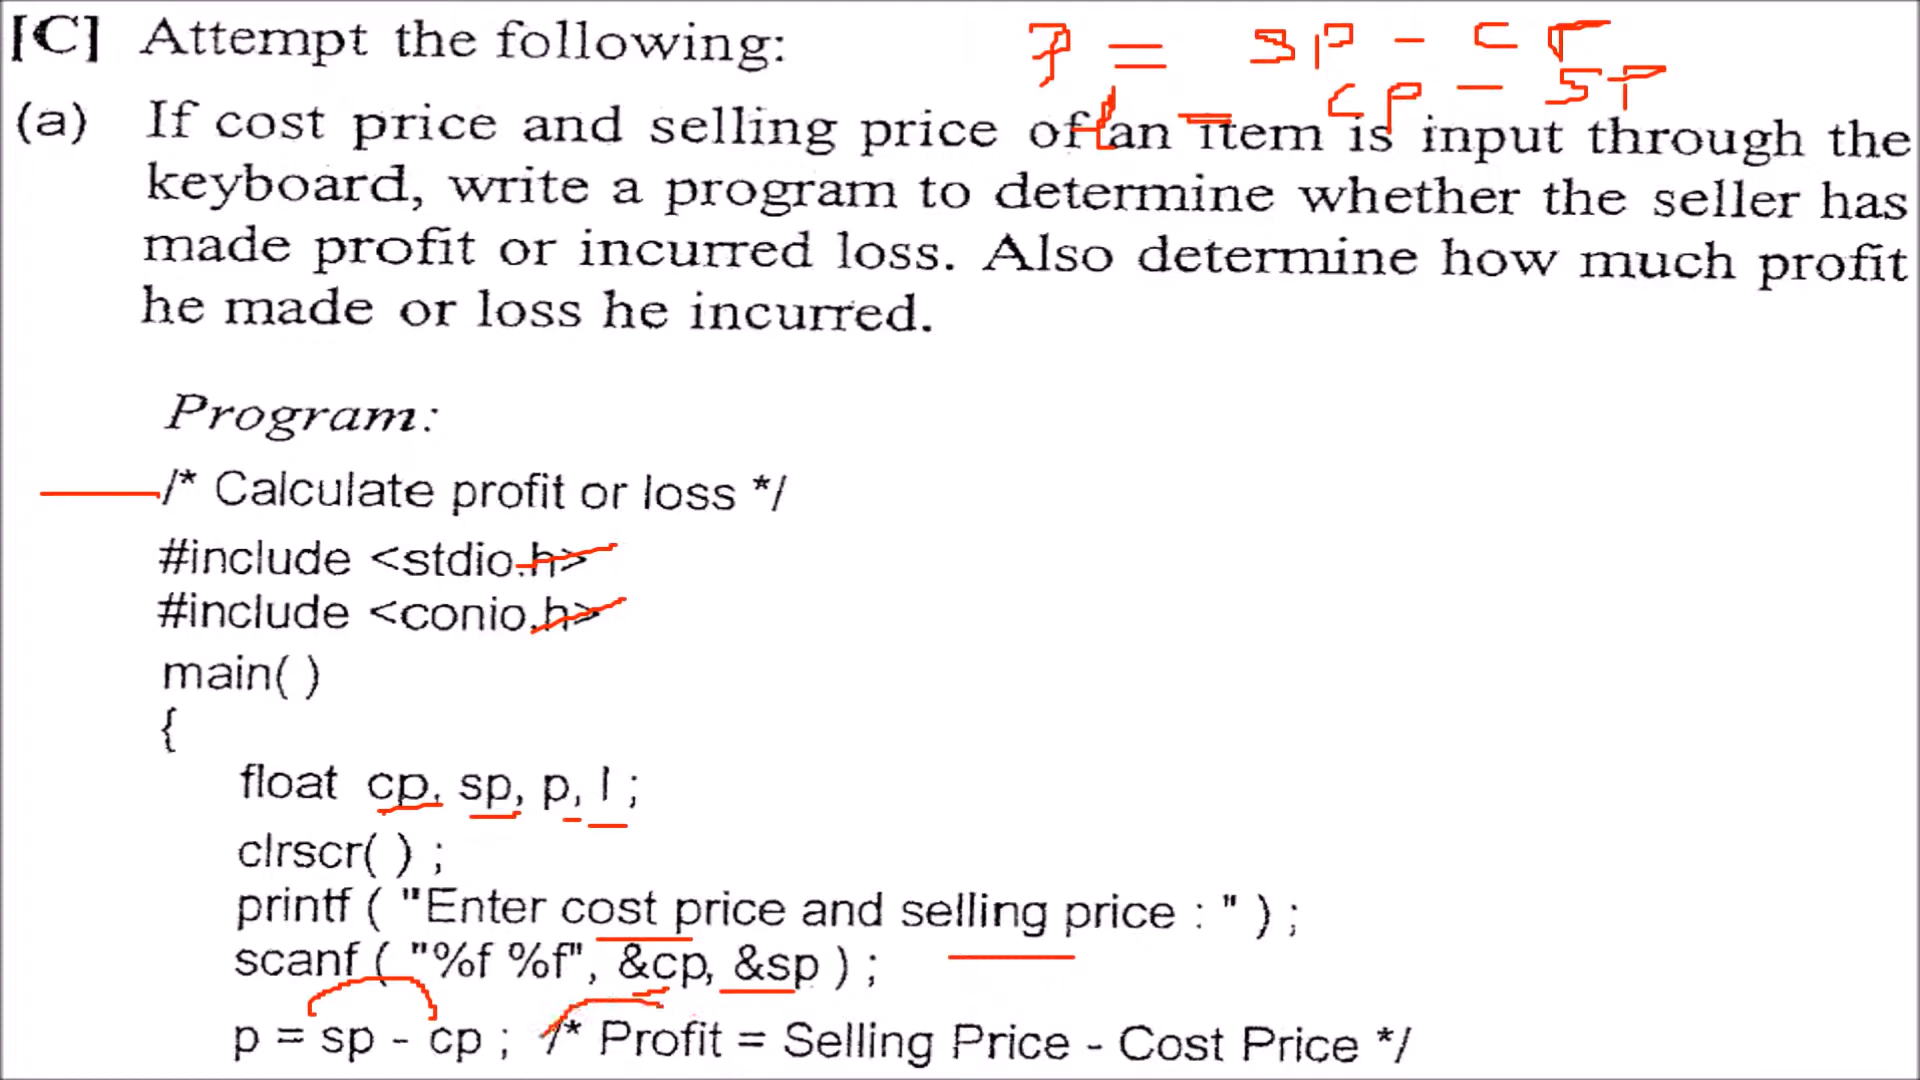 [C] Attempt the following:
P = SP - CP
l = CP - SP
(a) If cost price and selling price of an item is input through the
keyboard, write a program to determine whether the seller has
made profit or incurred loss. Also determine how much profit
he made or loss he incurred.
Program:
/* Calculate profit or loss */
#include <stdio.h>
#include <conio.h>
main( )
{
float cp, sp, p, l ;
clrscr( ) ;
printf ( "Enter cost price and selling price : " ) ;
scanf ( "%f %f", &cp, &sp ) ;
p = sp - cp ; /* Profit = Selling Price - Cost Price */